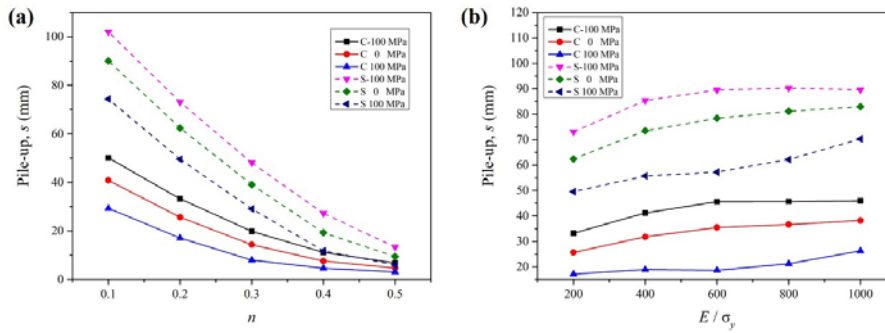 (a)
C-100 MPa
C 0 MPa
C 100 MPa
S-100 MPa
S 0 MPa
S 100 MPa
100
80
60
40
20
0
Pile-up, s (mm)
0.1 0.2 0.3 0.4 0.5
n
(b)
C-100 MPa
C 0 MPa
C 100 MPa
S-100 MPa
S 0 MPa
S 100 MPa
120
110
100
90
80
70
60
50
40
30
20
Pile-up, s (mm)
200 400 600 800 1000
E / σy